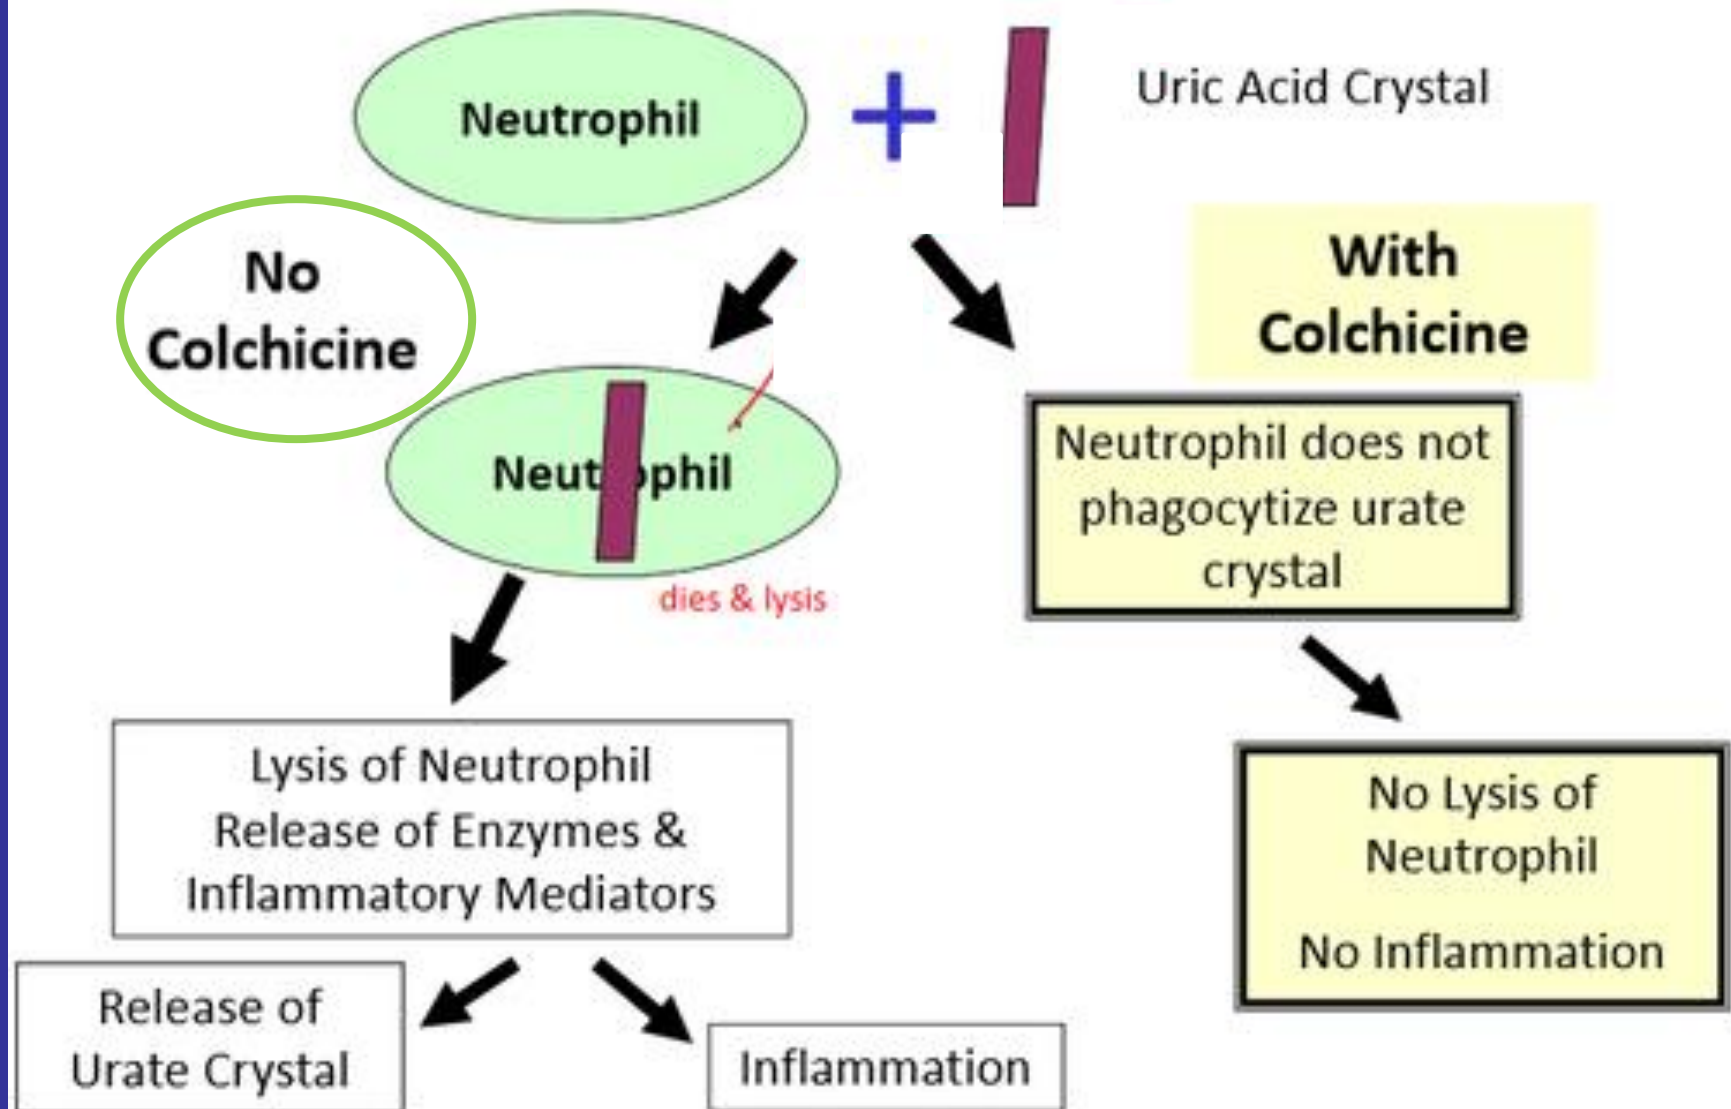 Neutrophil
Uric Acid Crystal
No
Colchicine
With
Colchicine
Neut ophil
dies & lysis
Neutrophil does not
phagocytize urate
crystal
Lysis of Neutrophil
Release of Enzymes &
Inflammatory Mediators
No Lysis of
Neutrophil
No Inflammation
Release of
Urate Crystal
Inflammation